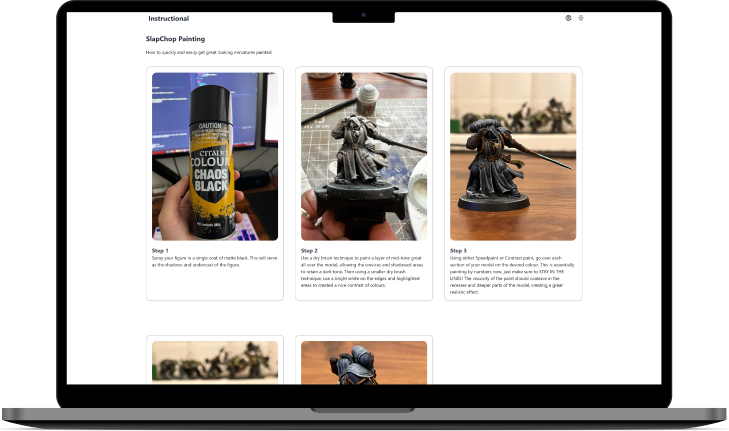 Instructional
SlapChop Painting
How to quickly and easily get great looking miniatures painted.
CAUTION
CITADEL
COLOUR
CHAOS
BLACK
Step 1
Spray your figure in a single coat of matte black. This will serve
as the shadows and undercoat of the figure.
Step 2
Use a dry brush technique to paint a layer of mid-tone great
all over the model, allowing the crevices and shadowed areas
to retain a dark tone. Then using a smaller dry brush
technique, use a bright white on the edges and highlighted
areas to created a nice contrast of colours.
Step 3
Using either Speedpaint or Contrast paint, go over each
section of your model on the desired colour. This is essentially
painting by numbers now, just make sure to STAY IN THE
LINES! The viscosity of the paint should coalesce in the
recesses and deeper parts of the model, creating a great
realistic effect.